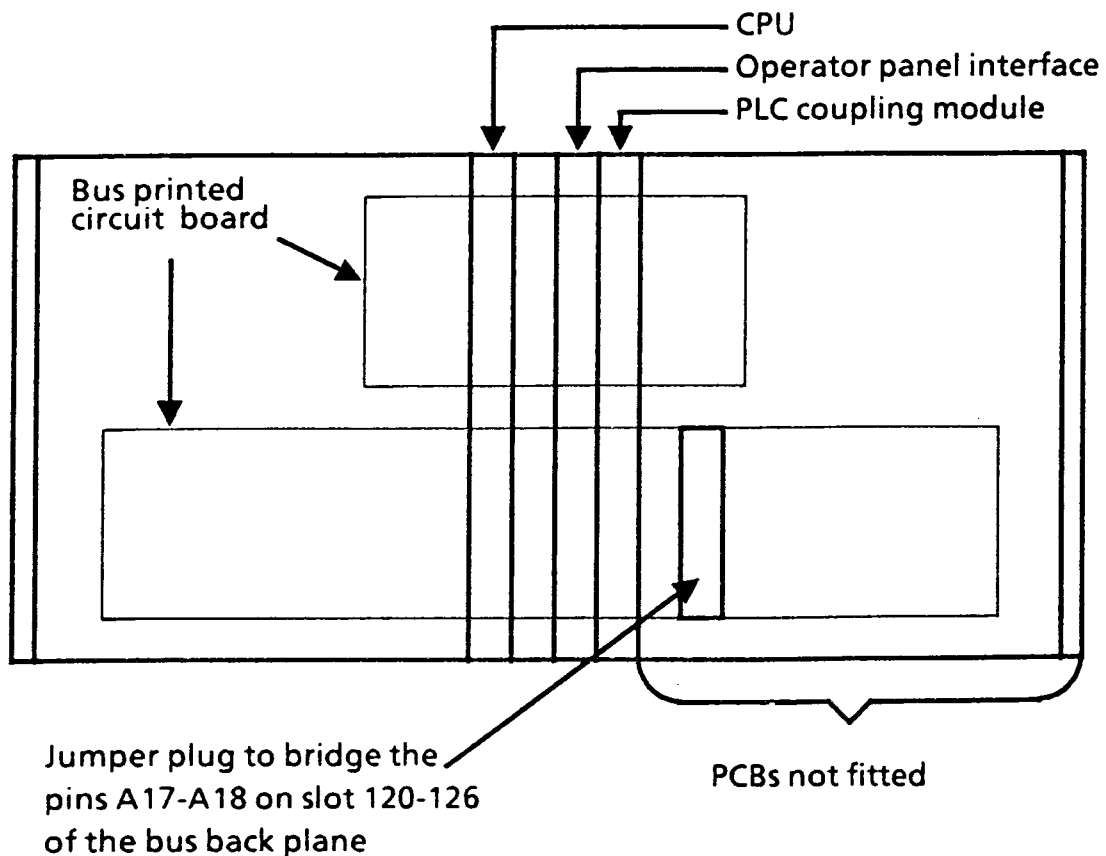 CPU
Operator panel interface
PLC coupling module
Bus printed
circuit board
Jumper plug to bridge the
pins A17-A18 on slot 120-126
of the bus back plane
PCBs not fitted